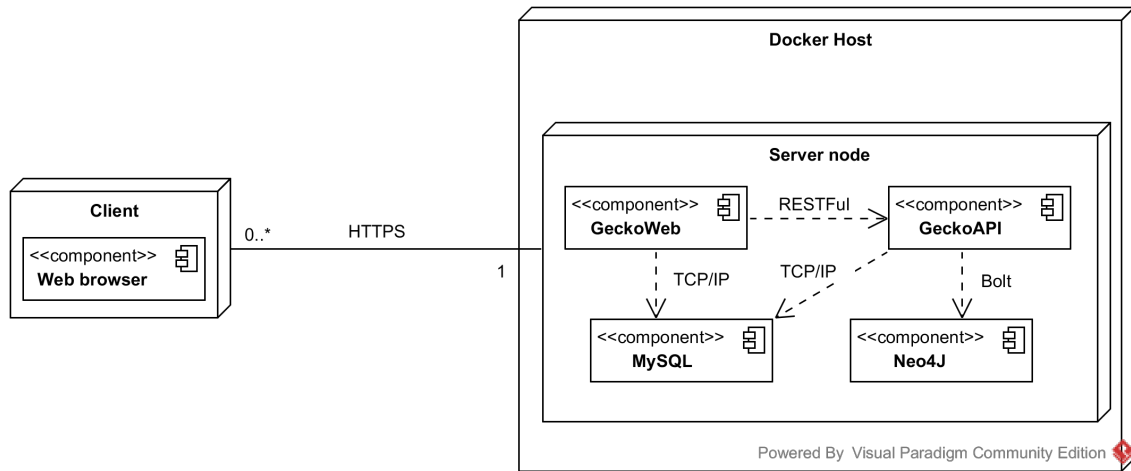 Docker Host
Server node
<<component>>
GeckoWeb
RESTFul
<<component>>
GeckoAPI
Client
<<component>>
Web browser
0..*
HTTPS
1
TCP/IP
TCP/IP
Bolt
<<component>>
MySQL
<<component>>
Neo4J
Powered By Visual Paradigm Community Edition